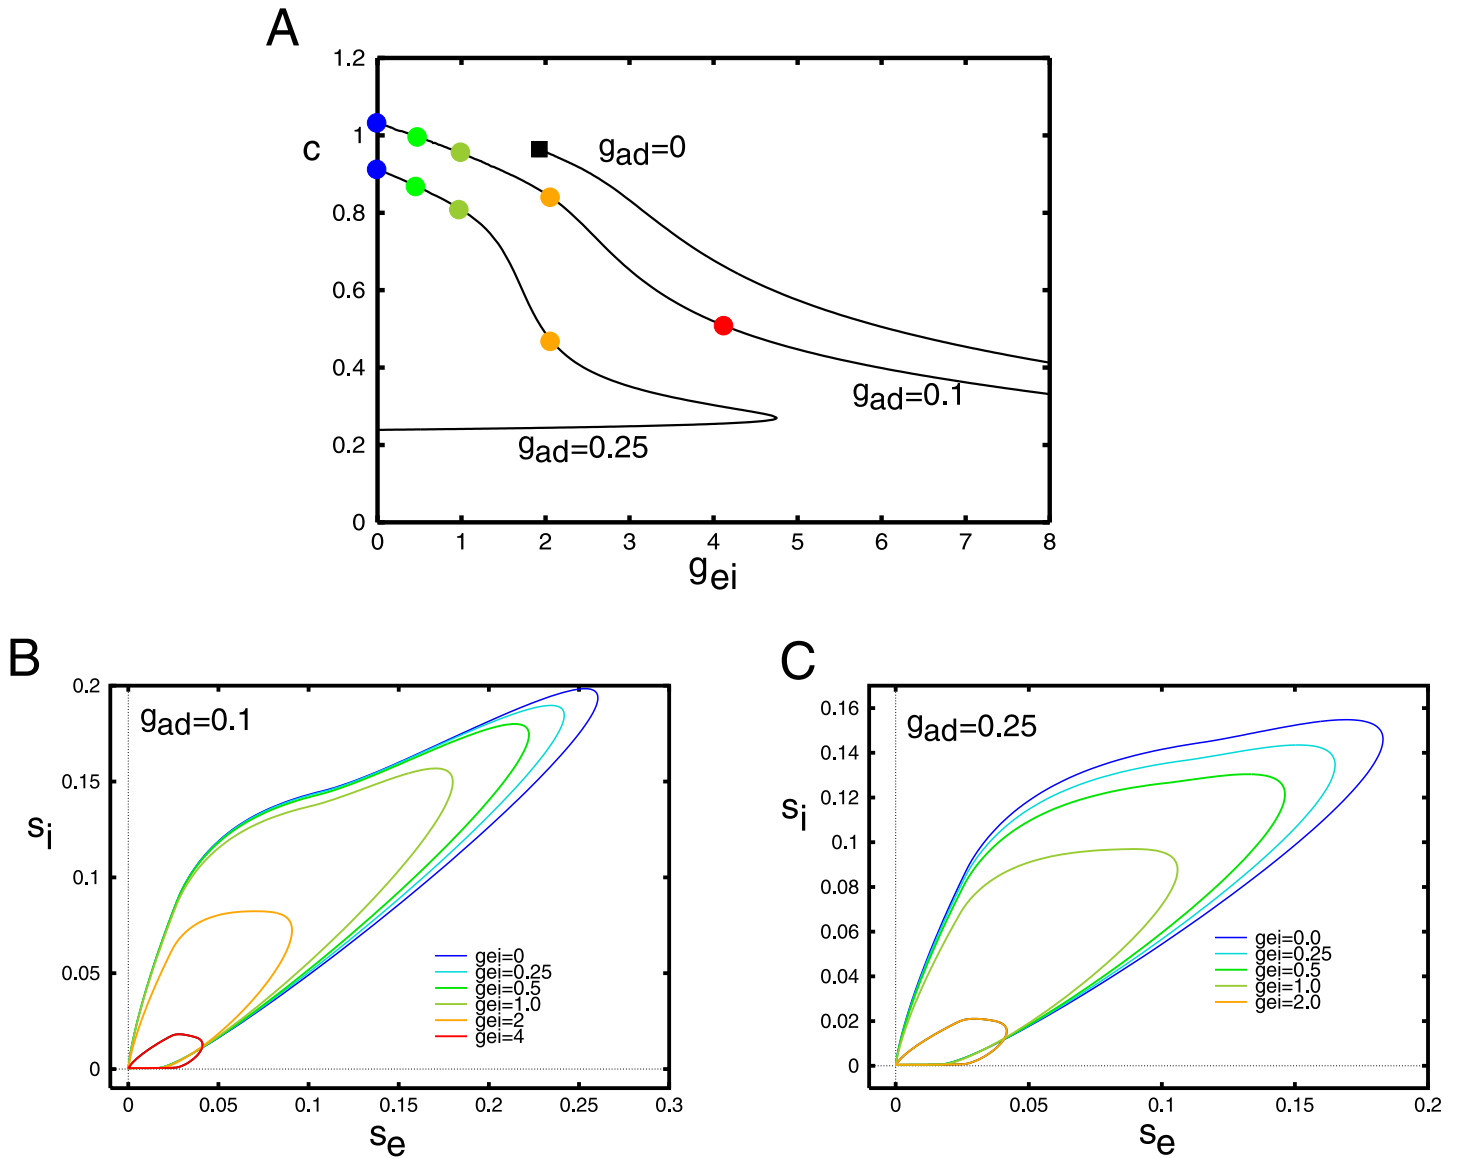 A
1.2
1
c
0.8
0.6
0.4
0.2
0
g_ad=0
g_ad=0.1
g_ad=0.25
0 1 2 3 4 5 6 7 8
g_ei
B
0.2
0.15
s_i
0.1
0.05
0
g_ad=0.1
gei=0
gei=0.25
gei=0.5
gei=1.0
gei=2
gei=4
0 0.05 0.1 0.15 0.2 0.25 0.3
s_e
C
0.16
0.14
0.12
s_i
0.1
0.08
0.06
0.04
0.02
0
g_ad=0.25
gei=0.0
gei=0.25
gei=0.5
gei=1.0
gei=2.0
0 0.05 0.1 0.15 0.2
s_e